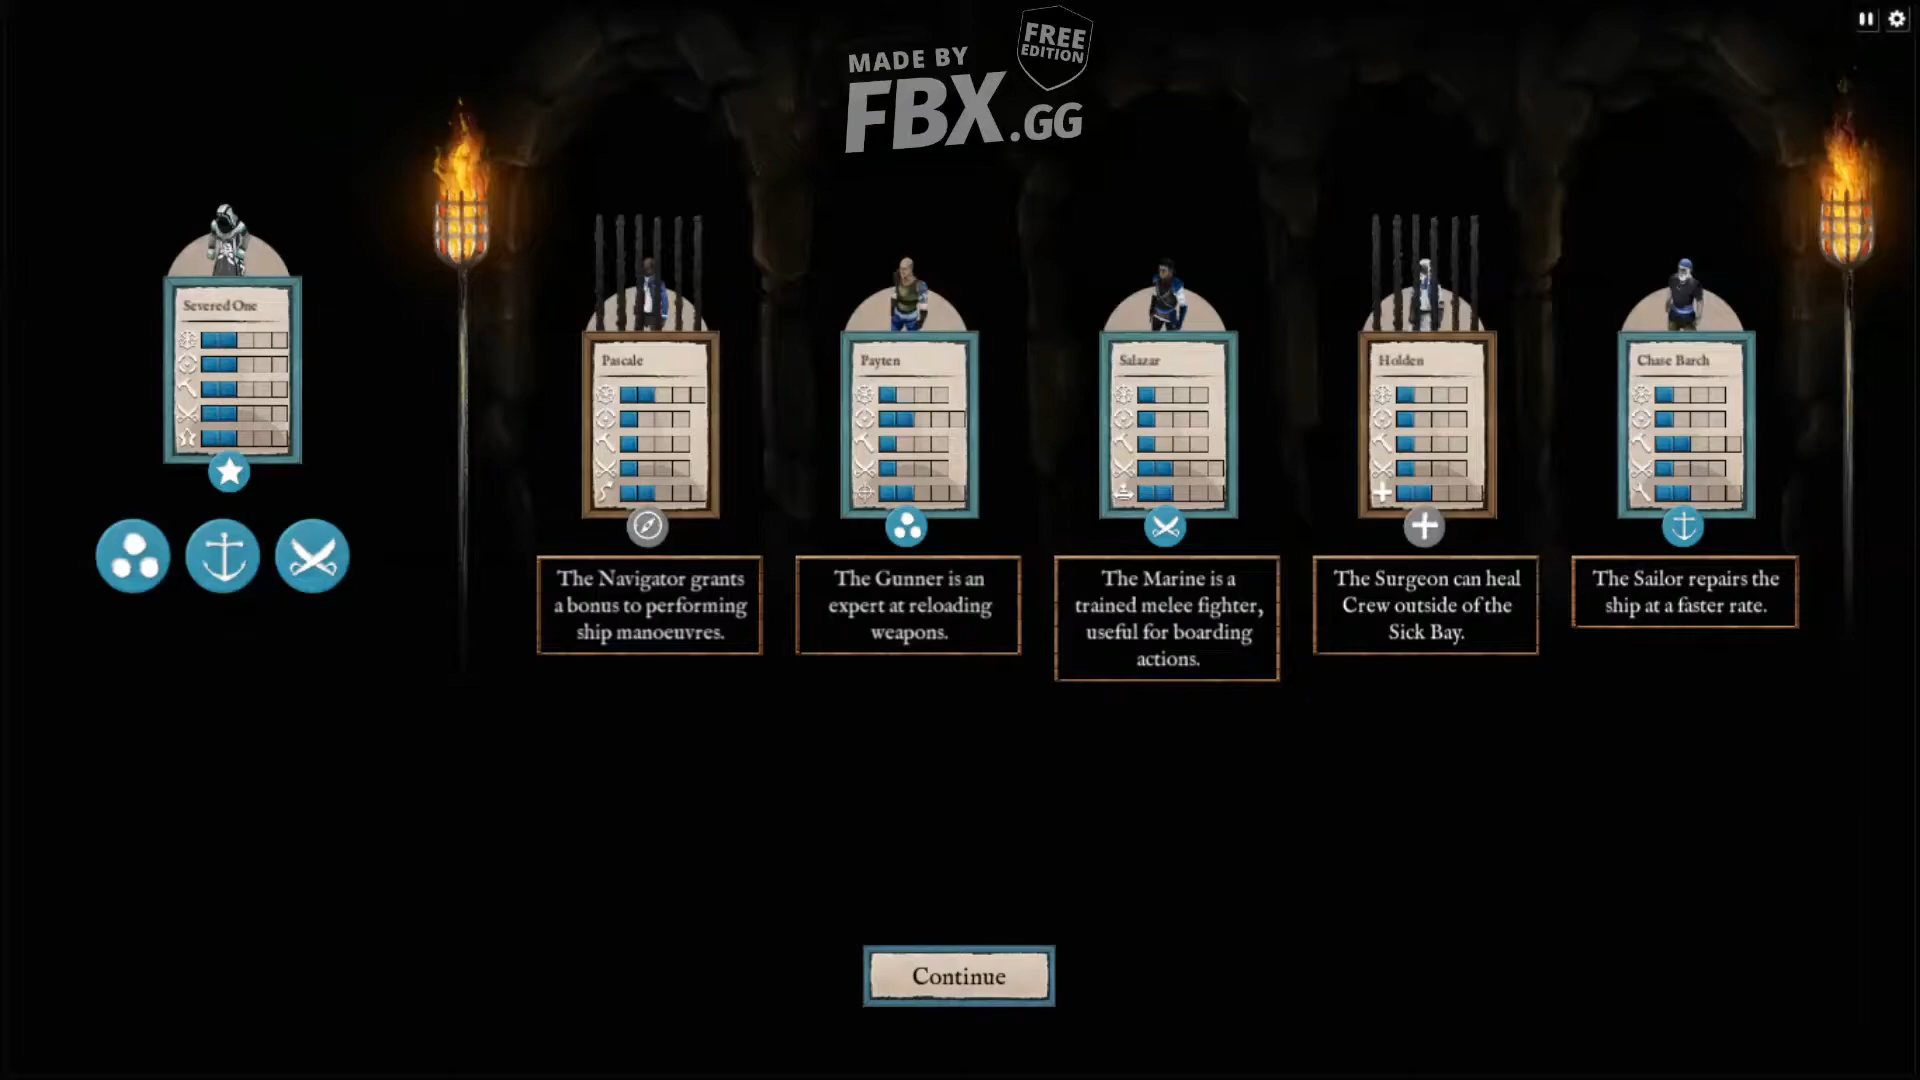 MADE BY
FBX.GG
FREE
EDITION
Severed One
Pascale
Payten
Salazar
Holden
Chase Barch
The Navigator grants
a bonus to performing
ship manoeuvres.
The Gunner is an
expert at reloading
weapons.
The Marine is a
trained melee fighter,
useful for boarding
actions.
The Surgeon can heal
Crew outside of the
Sick Bay.
The Sailor repairs the
ship at a faster rate.
Continue